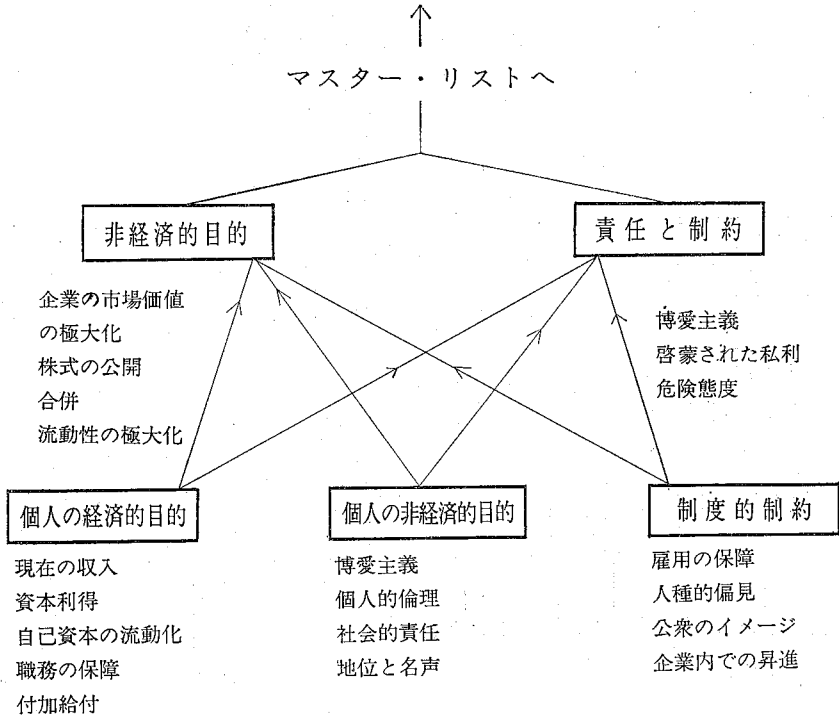 マスター・リストへ
非経済的目的
責任と制約
企業の市場価値
の極大化
株式の公開
合併
流動性の極大化
博愛主義
啓蒙された私利
危険態度
個人の経済的目的
個人の非経済的目的
制度的制約
現在の収入
資本利得
自己資本の流動化
職務の保障
付加給付
博愛主義
個人的倫理
社会的責任
地位と名声
雇用の保障
人種的偏見
公衆のイメージ
企業内での昇進